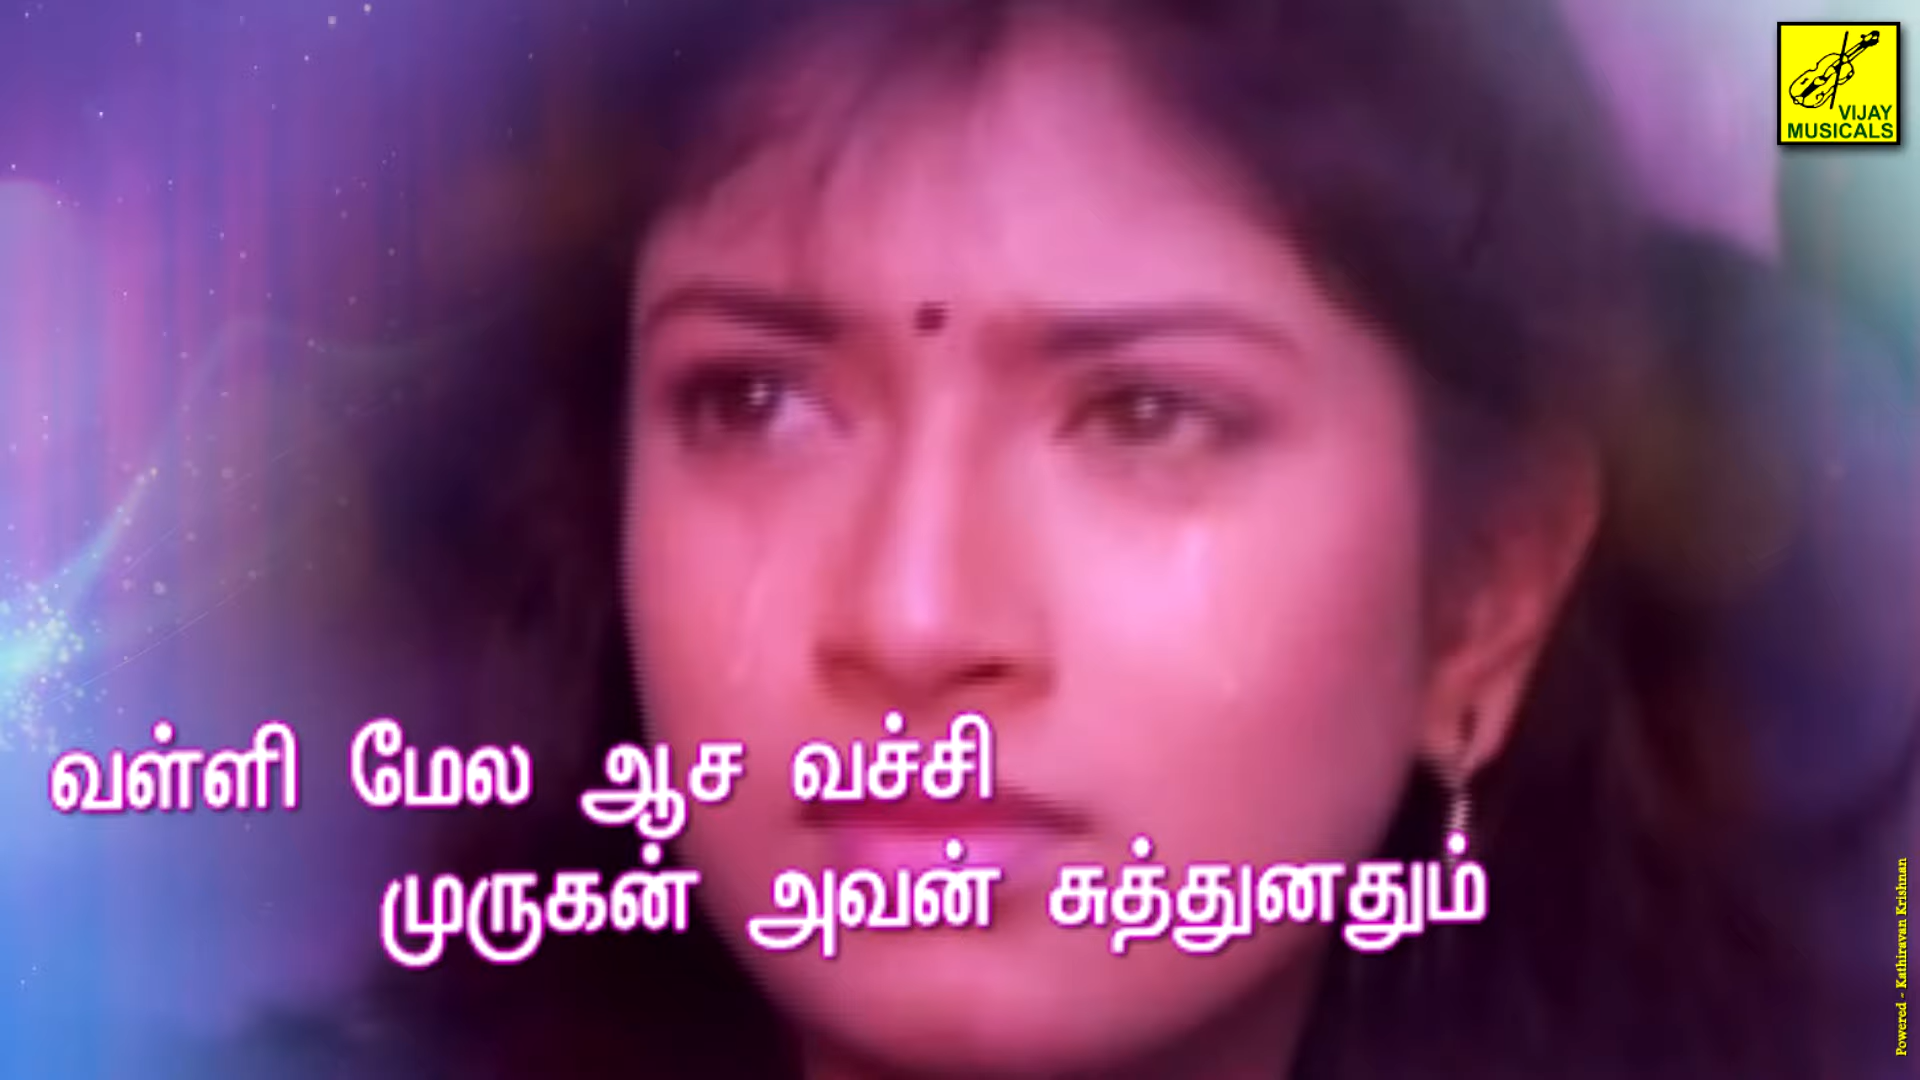 VIJAY
MUSICALS
வள்ளி மேல ஆச வச்சி
முருகன் அவன் சுத்துனதும்
Powered - Kathiravan Krishnan